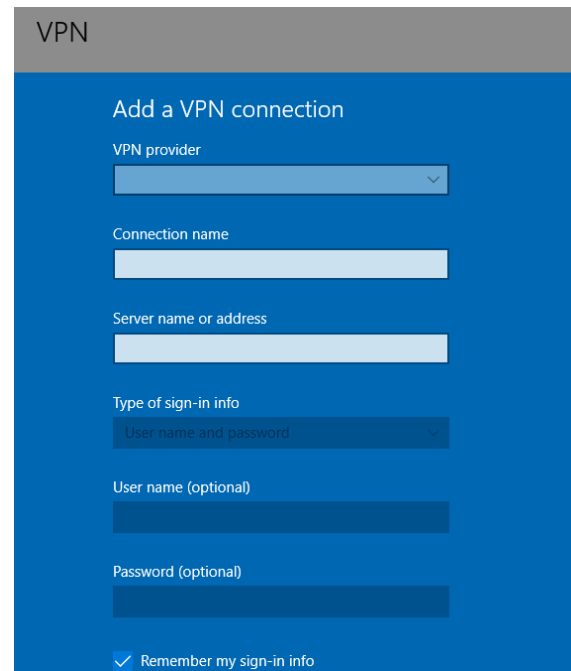 VPN
Add a VPN connection
VPN provider
Connection name
Server name or address
Type of sign-in info
User name and password
User name (optional)
Password (optional)
Remember my sign-in info